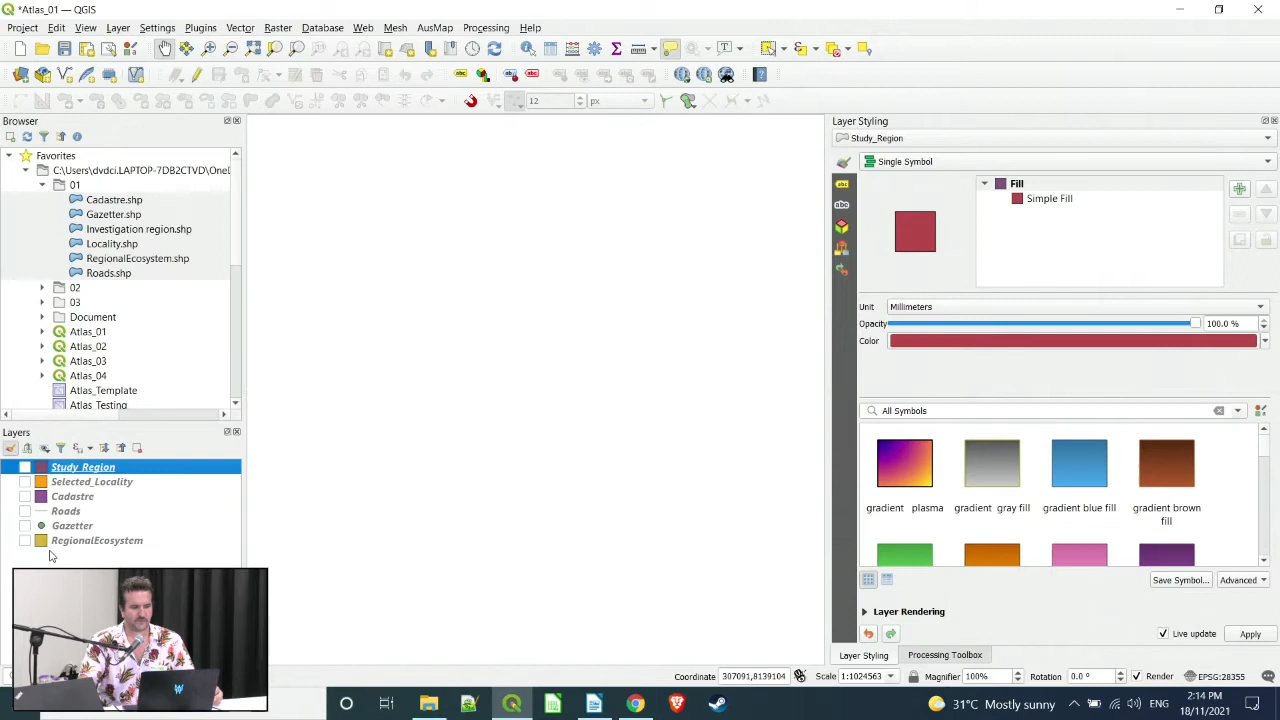 *Atlas_01 — QGIS
Project Edit View Layer Settings Plugins Vector Raster Database Web Mesh AusMap Processing Help
12 px
Browser
Favorites
C:\Users\dvdci.LAPTOP-7DB2CTVD\OneD
01
Cadastre.shp
Gazetter.shp
Investigation region.shp
Locality.shp
RegionalEcosystem.shp
Roads.shp
02
03
Document
Atlas_01
Atlas_02
Atlas_03
Atlas_04
Atlas_Template
Atlas_Testing
Layers
Study_Region
Selected_Locality
Cadastre
Roads
Gazetter
RegionalEcosystem
Layer Styling
Study_Region
Single Symbol
Fill
Simple Fill
Unit Millimeters
Opacity 100.0 %
Color
All Symbols
gradient plasma
gradient gray fill
gradient blue fill
gradient brown fill
Save Symbol... Advanced
Layer Rendering
Live update Apply
Layer Styling Processing Toolbox
Coordinate 307091,8139104 Scale 1:1024563 Magnifier 100% Rotation 0.0 ° Render EPSG:28355
31°C Mostly sunny
2:14 PM
18/11/2021